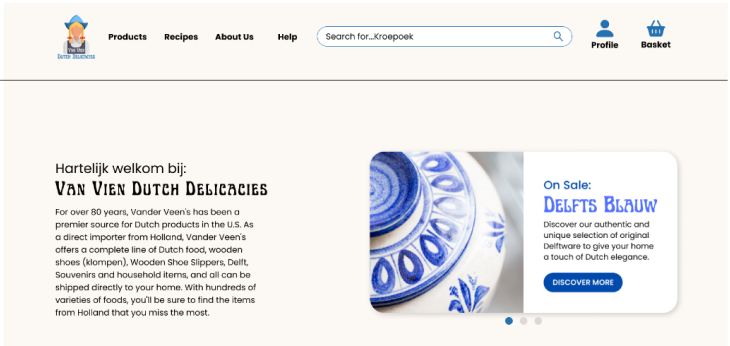 Van Vien
Dutch Delicacies
Products
Recipes
About Us
Help
Search for...Kroepoek
Profile
Basket
Hartelijk welkom bij:
Van Vien Dutch Delicacies
For over 80 years, Vander Veen's has been a
premier source for Dutch products in the U.S. As
a direct importer from Holland, Vander Veen's
offers a complete line of Dutch food, wooden
shoes (klompen), Wooden Shoe Slippers, Delft,
Souvenirs and household items, and all can be
shipped directly to your home. With hundreds of
varieties of foods, you'll be sure to find the items
from Holland that you miss the most.
On Sale:
Delfts Blauw
Discover our authentic and
unique selection of original
Delftware to give your home
a touch of Dutch elegance.
DISCOVER MORE